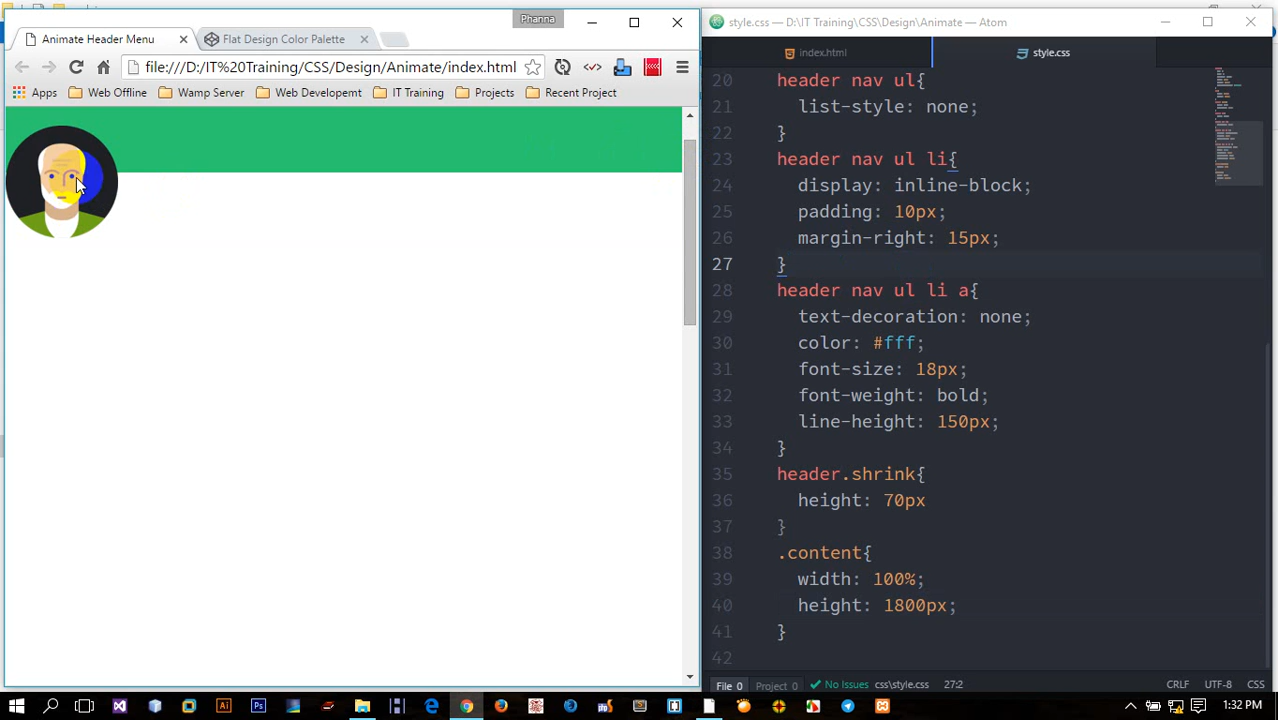 Phanna
Animate Header Menu
Flat Design Color Palette
file:///D:/IT%20Training/CSS/Design/Animate/index.html
Apps
Web Offline
Wamp Server
Web Developemt
IT Training
Projects
Recent Project
style.css — D:\IT Training\CSS\Design\Animate — Atom
index.html
style.css
20 header nav ul{
21 list-style: none;
22 }
23 header nav ul li{
24 display: inline-block;
25 padding: 10px;
26 margin-right: 15px;
27 }
28 header nav ul li a{
29 text-decoration: none;
30 color: #fff;
31 font-size: 18px;
32 font-weight: bold;
33 line-height: 150px;
34 }
35 header.shrink{
36 height: 70px
37 }
38 .content{
39 width: 100%;
40 height: 1800px;
41 }
42
File 0 Project 0 No Issues css\style.css 27:2 CRLF UTF-8 CSS
1:32 PM